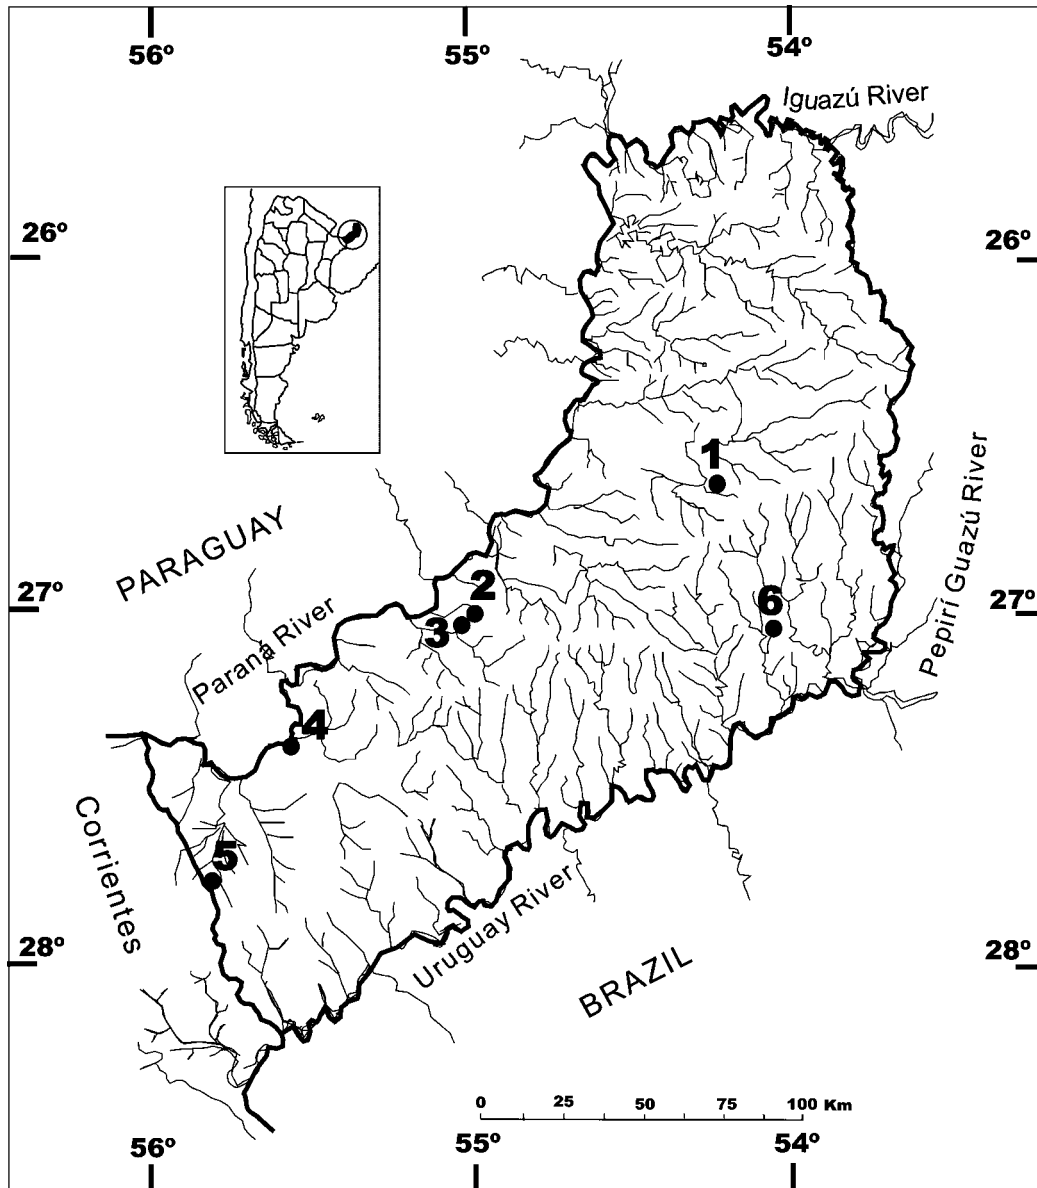 56º 55º 54º
Iguazú River
26º 26º
1
PARAGUAY
Pepirí Guazú River
2
27º 6 27º
3
Paraná River
4
Corrientes
5
Uruguay River
28º 28º
BRAZIL
0 25 50 75 100 Km
56º 55º 54º